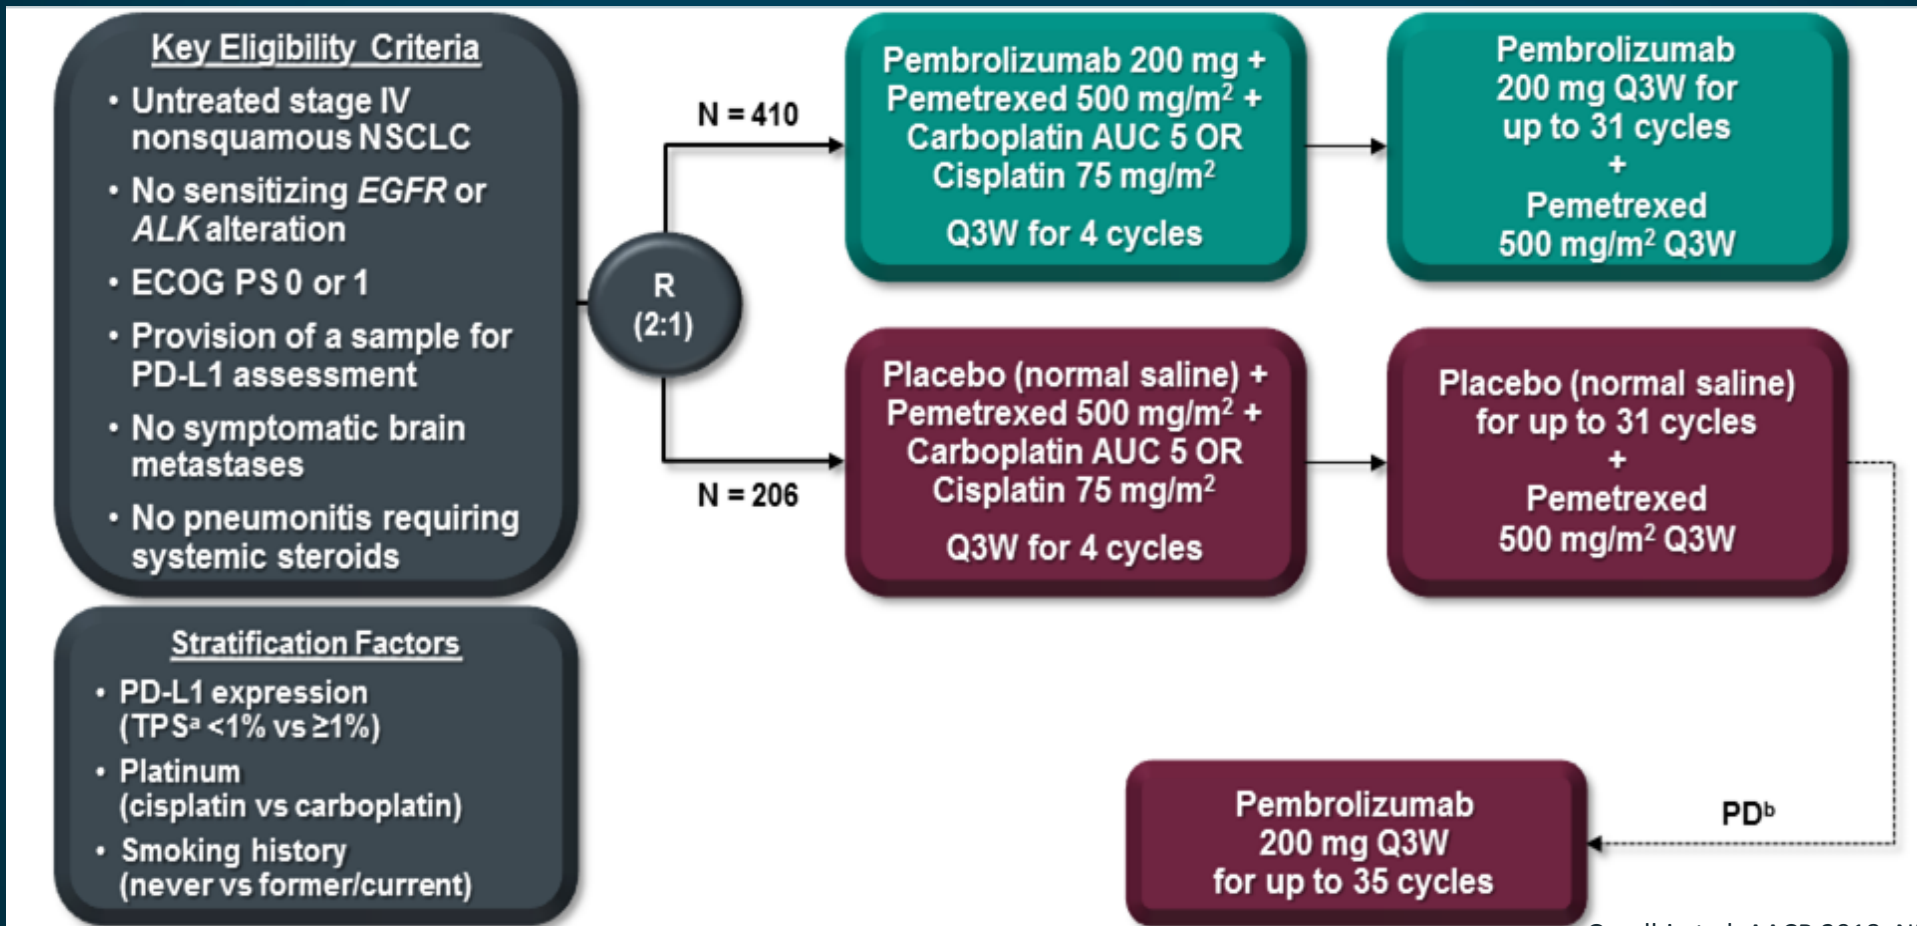 Key Eligibility Criteria
• Untreated stage IV
nonsquamous NSCLC
• No sensitizing EGFR or
ALK alteration
• ECOG PS 0 or 1
• Provision of a sample for
PD-L1 assessment
• No symptomatic brain
metastases
• No pneumonitis requiring
systemic steroids
Stratification Factors
• PD-L1 expression
(TPSᵃ <1% vs ≥1%)
• Platinum
(cisplatin vs carboplatin)
• Smoking history
(never vs former/current)
R
(2:1)
N = 410
Pembrolizumab 200 mg +
Pemetrexed 500 mg/m² +
Carboplatin AUC 5 OR
Cisplatin 75 mg/m²
Q3W for 4 cycles
Pembrolizumab
200 mg Q3W for
up to 31 cycles
+
Pemetrexed
500 mg/m² Q3W
N = 206
Placebo (normal saline) +
Pemetrexed 500 mg/m² +
Carboplatin AUC 5 OR
Cisplatin 75 mg/m²
Q3W for 4 cycles
Placebo (normal saline)
for up to 31 cycles
+
Pemetrexed
500 mg/m² Q3W
PDᵇ
Pembrolizumab
200 mg Q3W
for up to 35 cycles